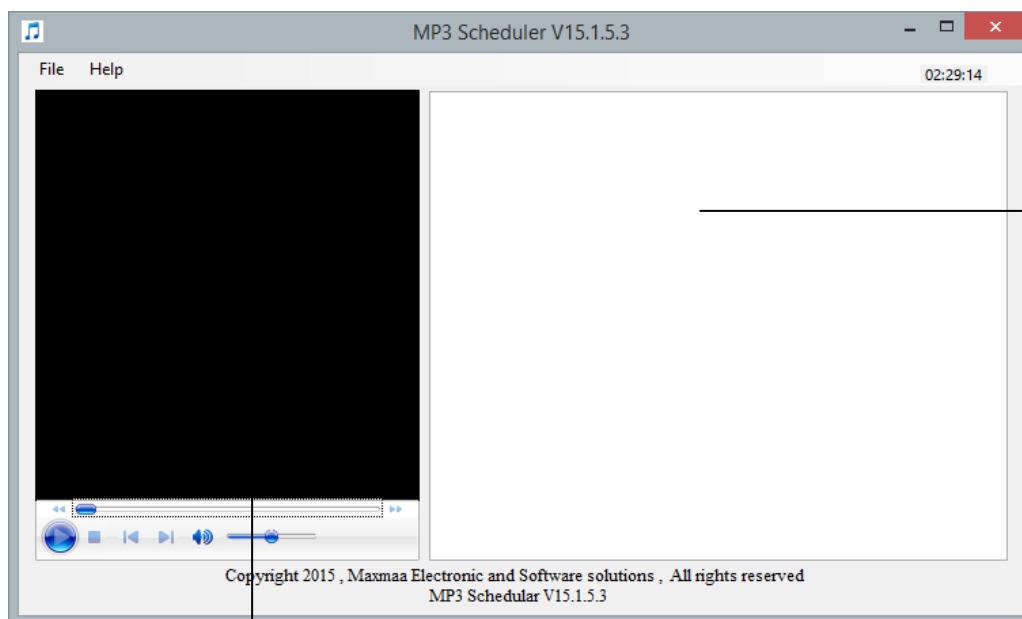 MP3 Scheduler V15.1.5.3
File Help
02:29:14
Copyright 2015 , Maxmaa Electronic and Software solutions , All rights reserved
MP3 Schedular V15.1.5.3